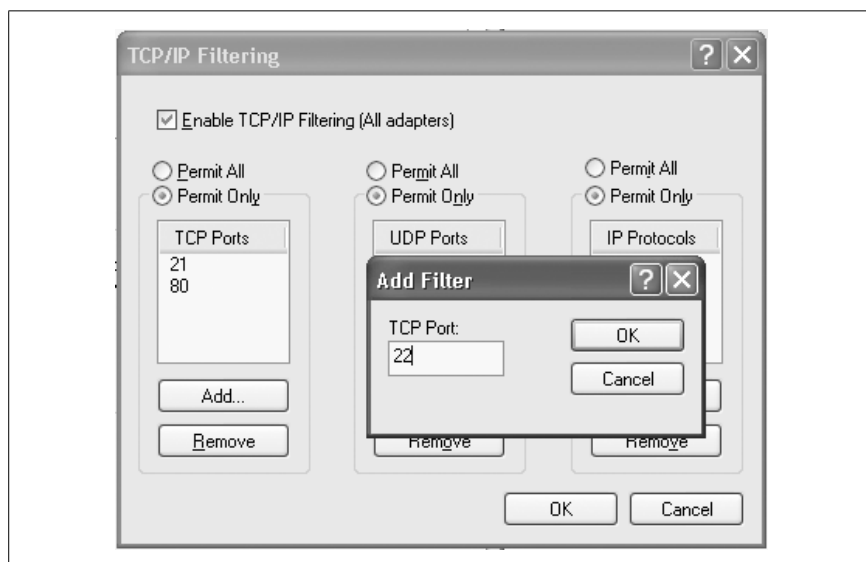 TCP/IP Filtering
Enable TCP/IP Filtering (All adapters)
Permit All
Permit Only
TCP Ports
21
80
Add...
Remove
Permit All
Permit Only
UDP Ports
Remove
Permit All
Permit Only
IP Protocols
Remove
Add Filter
TCP Port:
22
OK
Cancel
OK
Cancel